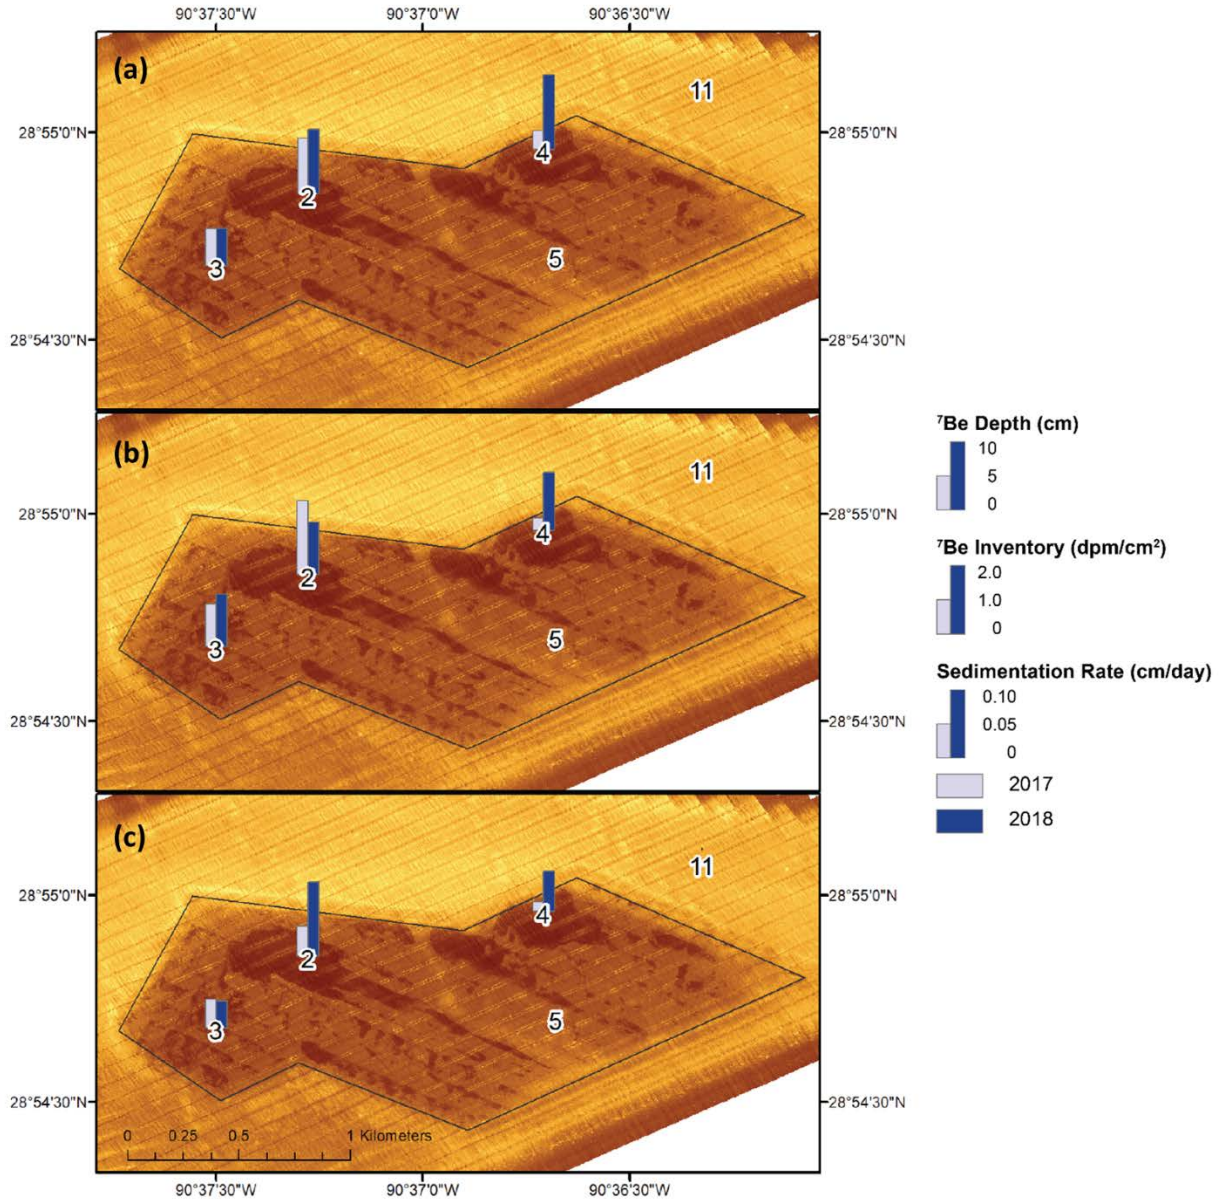 90°37'30"W 90°37'0"W 90°36'30"W
(a)
11
28°55'0"N 28°55'0"N
4
2
5
3
28°54'30"N 28°54'30"N
(b)
11
28°55'0"N 28°55'0"N
4
2
5
3
28°54'30"N 28°54'30"N
(c)
11
28°55'0"N 28°55'0"N
4
2
5
3
28°54'30"N 28°54'30"N
0 0.25 0.5 1 Kilometers
90°37'30"W 90°37'0"W 90°36'30"W
⁷Be Depth (cm)
10
5
0
⁷Be Inventory (dpm/cm²)
2.0
1.0
0
Sedimentation Rate (cm/day)
0.10
0.05
0
2017
2018